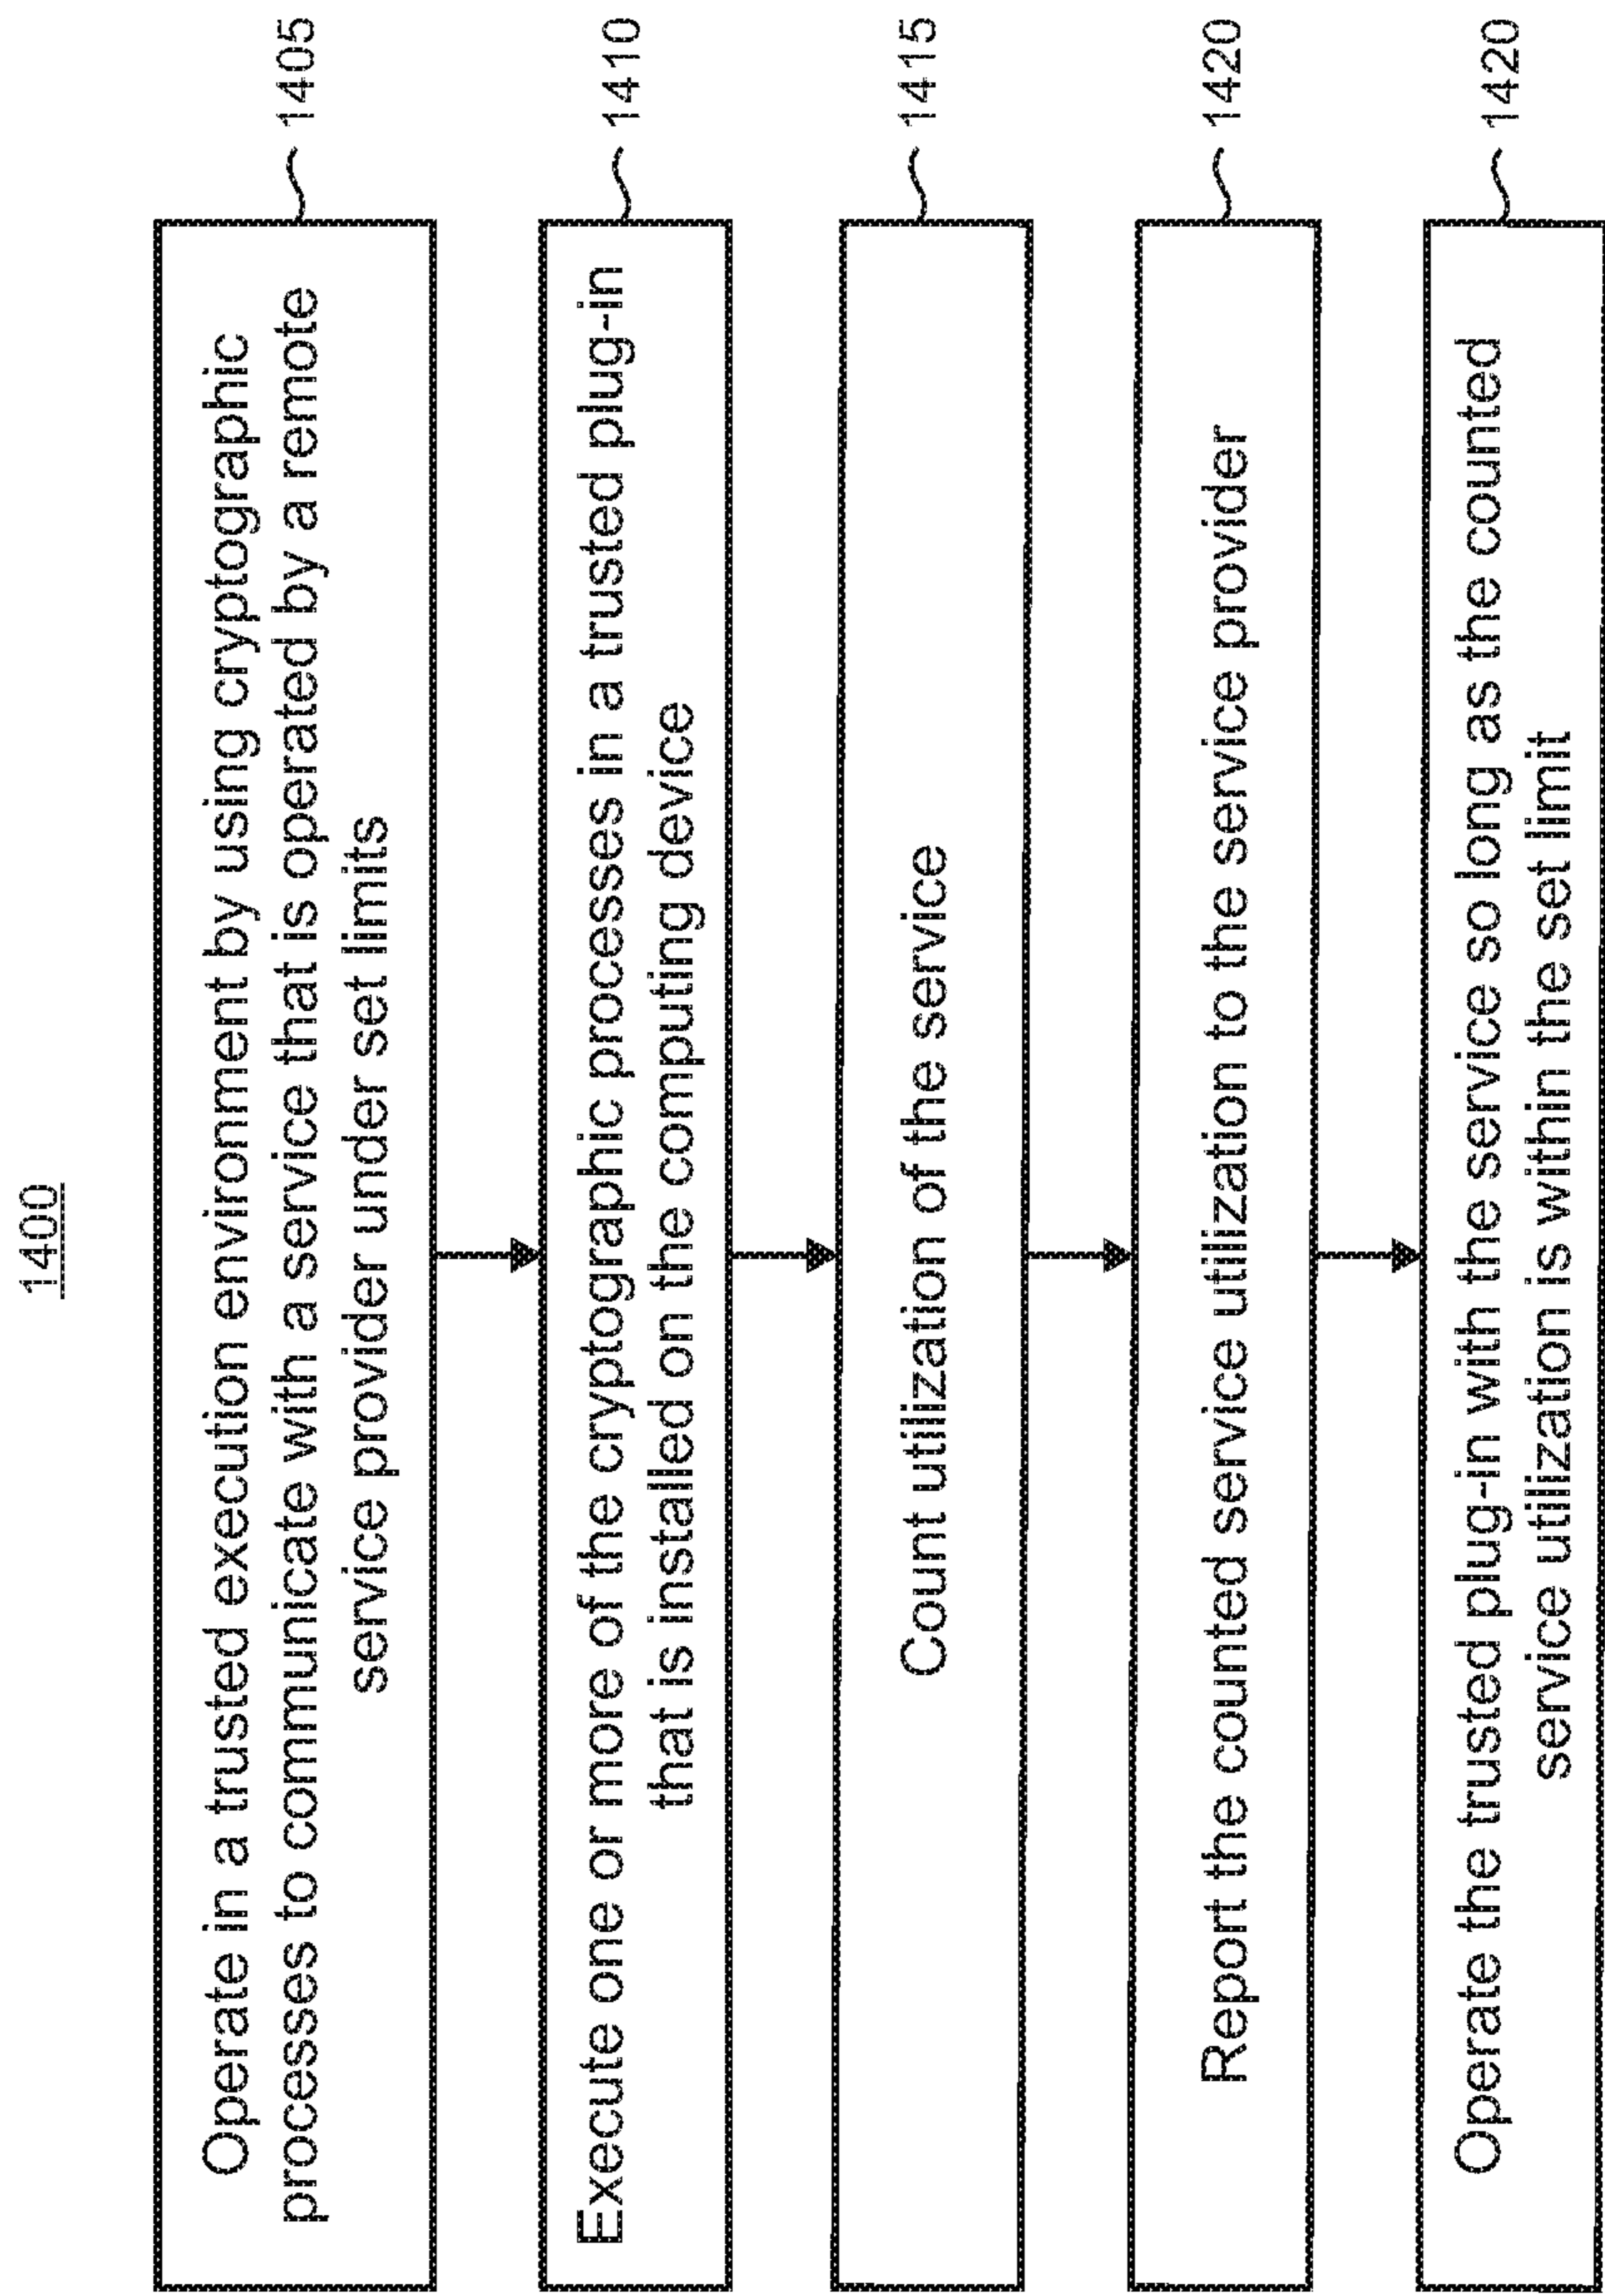 1400
Operate in a trusted execution environment by using cryptographic
processes to communicate with a service that is operated by a remote
service provider under set limits
1405
Execute one or more of the cryptographic processes in a trusted plug-in
that is installed on the computing device
1410
Count utilization of the service
1415
Report the counted service utilization to the service provider
1420
Operate the trusted plug-in with the service so long as the counted
service utilization is within the set limit
1420